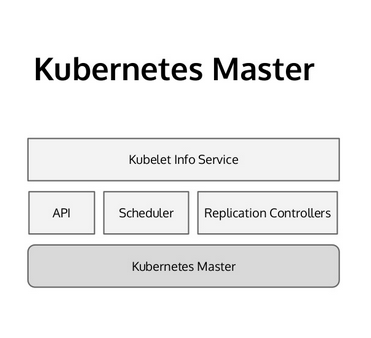 Kubernetes Master
Kubelet Info Service
API
Scheduler
Replication Controllers
Kubernetes Master